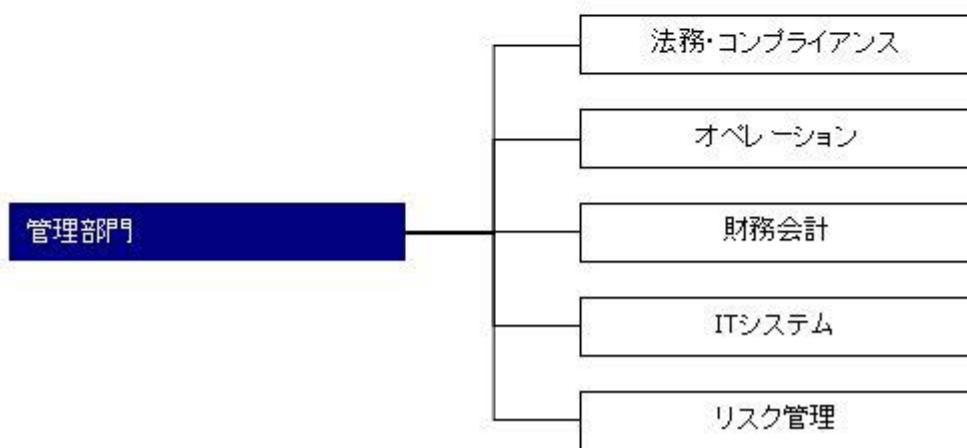 法務･コンプライアンス
オペレーション
管理部門
財務会計
ITシステム
リスク管理